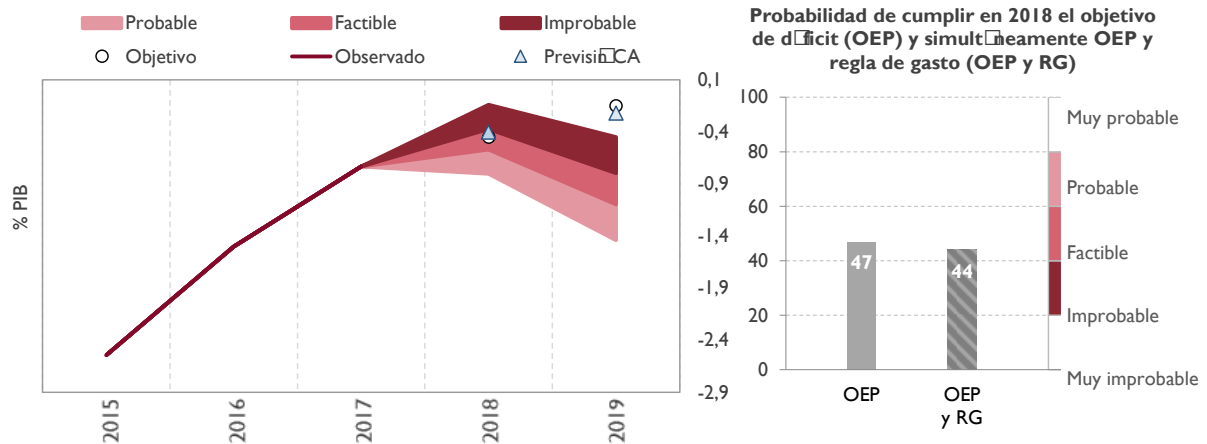 Probable Factible Improbable
Objetivo Observado Previsin□CA
% PIB
0,1
-0,4
-0,9
-1,4
-1,9
-2,4
-2,9
2015 2016 2017 2018 2019
Probabilidad de cumplir en 2018 el objetivo
de d□ficit (OEP) y simult□neamente OEP y
regla de gasto (OEP y RG)
100
80
60
40
20
0
47
44
OEP OEP
y RG
Muy probable
Probable
Factible
Improbable
Muy improbable